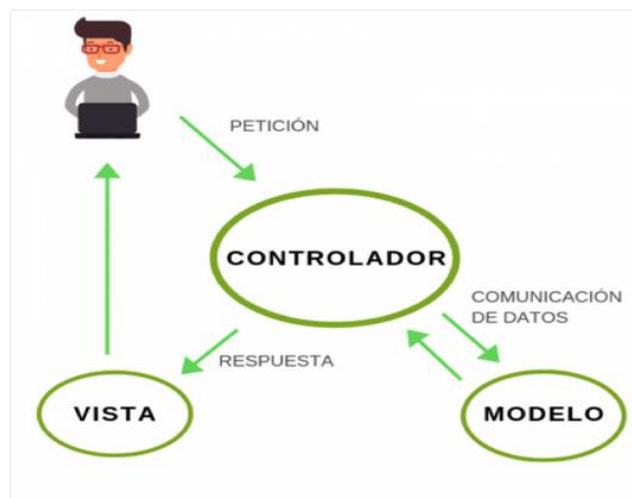 PETICIÓN
CONTROLADOR
COMUNICACIÓN
DE DATOS
RESPUESTA
VISTA
MODELO